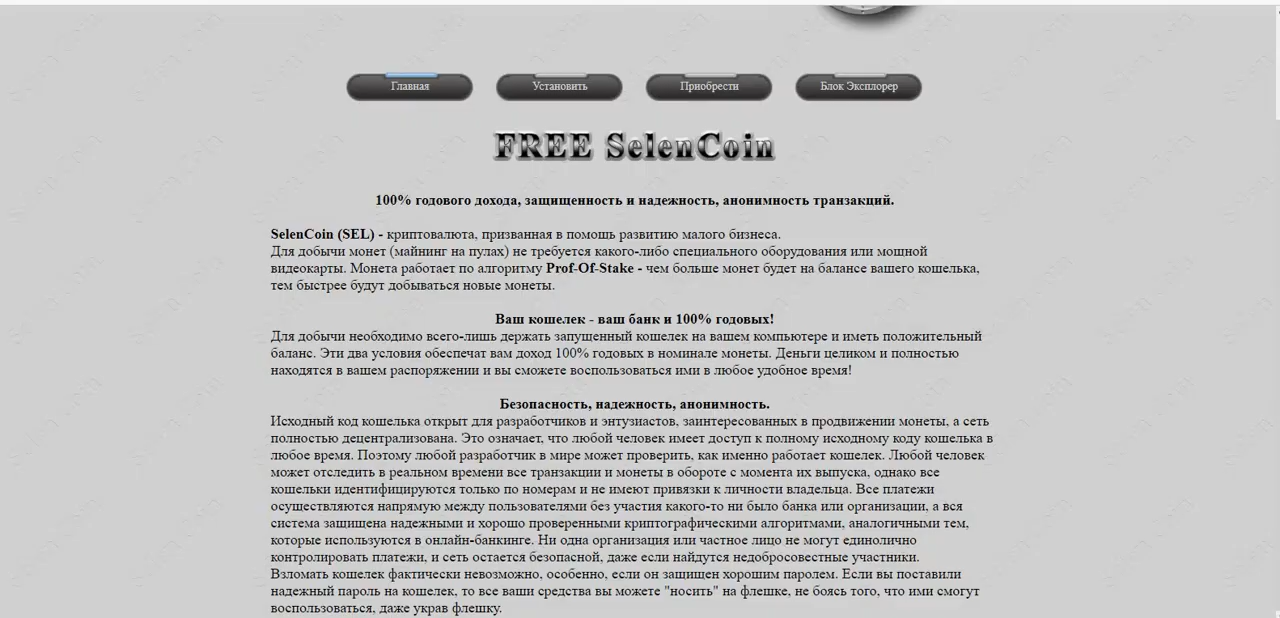 Главная
Установить
Приобрести
Блок Эксплорер
FREE SelenCoin
100% годового дохода, защищенность и надежность, анонимность транзакций.
SelenCoin (SEL) - криптовалюта, призванная в помощь развитию малого бизнеса.
Для добычи монет (майнинг на пулах) не требуется какого-либо специального оборудования или мощной
видеокарты. Монета работает по алгоритму Prof-Of-Stake - чем больше монет будет на балансе вашего кошелька,
тем быстрее будут добываться новые монеты.
Ваш кошелек - ваш банк и 100% годовых!
Для добычи необходимо всего-лишь держать запущенный кошелек на вашем компьютере и иметь положительный
баланс. Эти два условия обеспечат вам доход 100% годовых в номинале монеты. Деньги целиком и полностью
находятся в вашем распоряжении и вы сможете воспользоваться ими в любое удобное время!
Безопасность, надежность, анонимность.
Исходный код кошелька открыт для разработчиков и энтузиастов, заинтересованных в продвижении монеты, а сеть
полностью децентрализована. Это означает, что любой человек имеет доступ к полному исходному коду кошелька в
любое время. Поэтому любой разработчик в мире может проверить, как именно работает кошелек. Любой человек
может отследить в реальном времени все транзакции и монеты в обороте с момента их выпуска, однако все
кошельки идентифицируются только по номерам и не имеют привязки к личности владельца. Все платежи
осуществляются напрямую между пользователями без участия какого-то ни было банка или организации, а вся
система защищена надежными и хорошо проверенными криптографическими алгоритмами, аналогичными тем,
которые используются в онлайн-банкинге. Ни одна организация или частное лицо не могут единолично
контролировать платежи, и сеть остается безопасной, даже если найдутся недобросовестные участники.
Взломать кошелек фактически невозможно, особенно, если он защищен хорошим паролем. Если вы поставили
надежный пароль на кошелек, то все ваши средства вы можете "носить" на флешке, не боясь того, что ими смогут
воспользоваться, даже украв флешку.